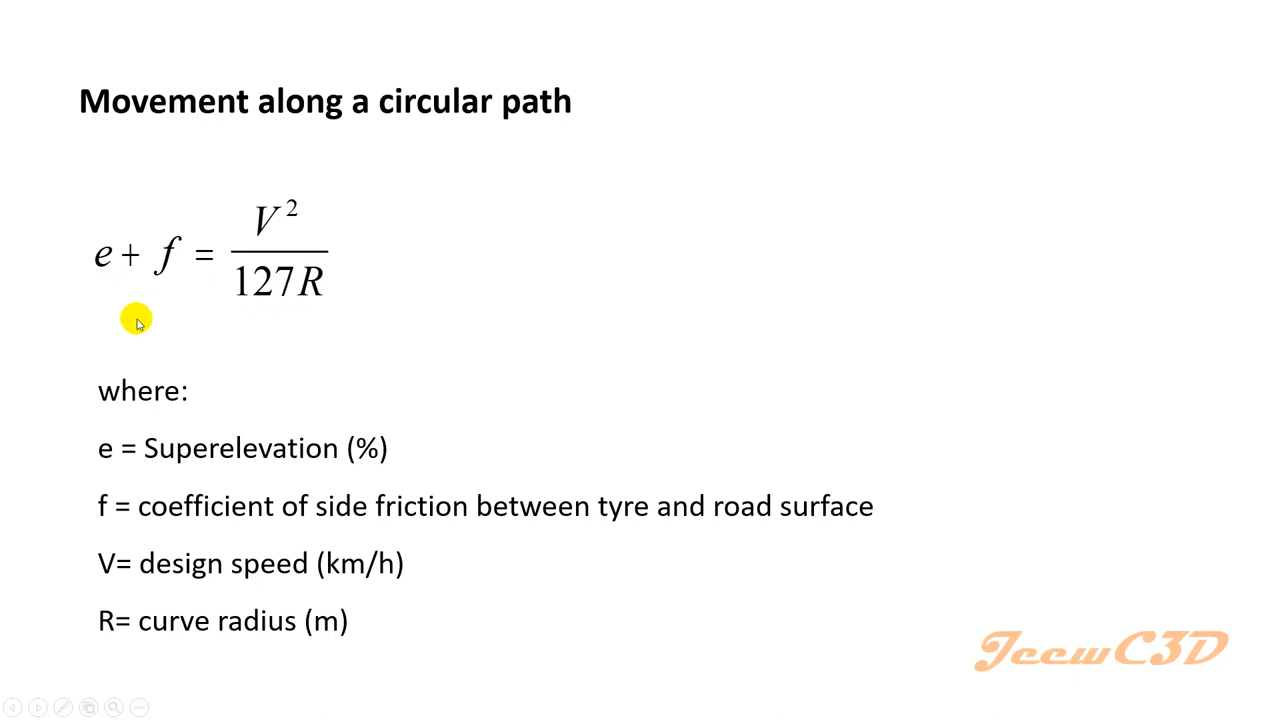 Movement along a circular path
e + f = V² / 127R
where:
e = Superelevation (%)
f = coefficient of side friction between tyre and road surface
V= design speed (km/h)
R= curve radius (m)
JeewC3D